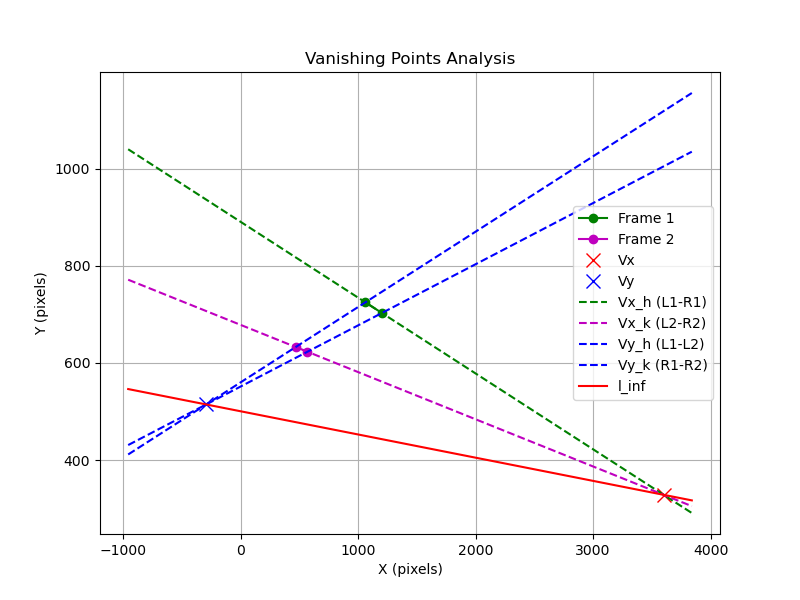 Vanishing Points Analysis
Y (pixels)
1000
800
600
400
Frame 1
Frame 2
Vx
Vy
Vx_h (L1-R1)
Vx_k (L2-R2)
Vy_h (L1-L2)
Vy_k (R1-R2)
l_inf
−1000 0 1000 2000 3000 4000
X (pixels)